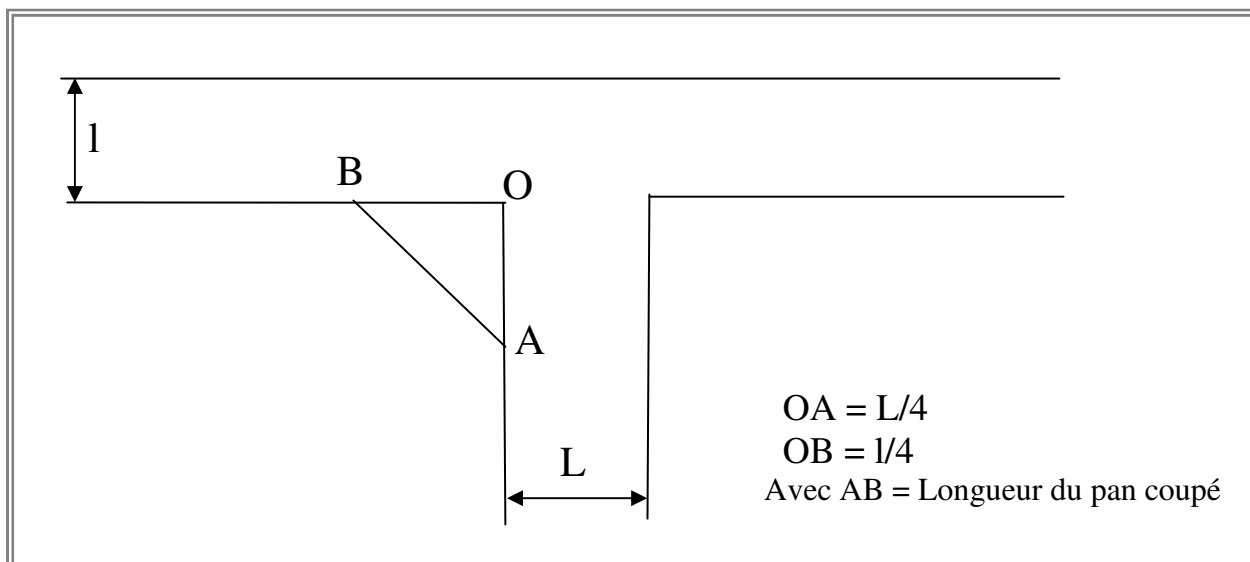 l
B
O
A
OA = L/4
OB = l/4
L
Avec AB = Longueur du pan coupé